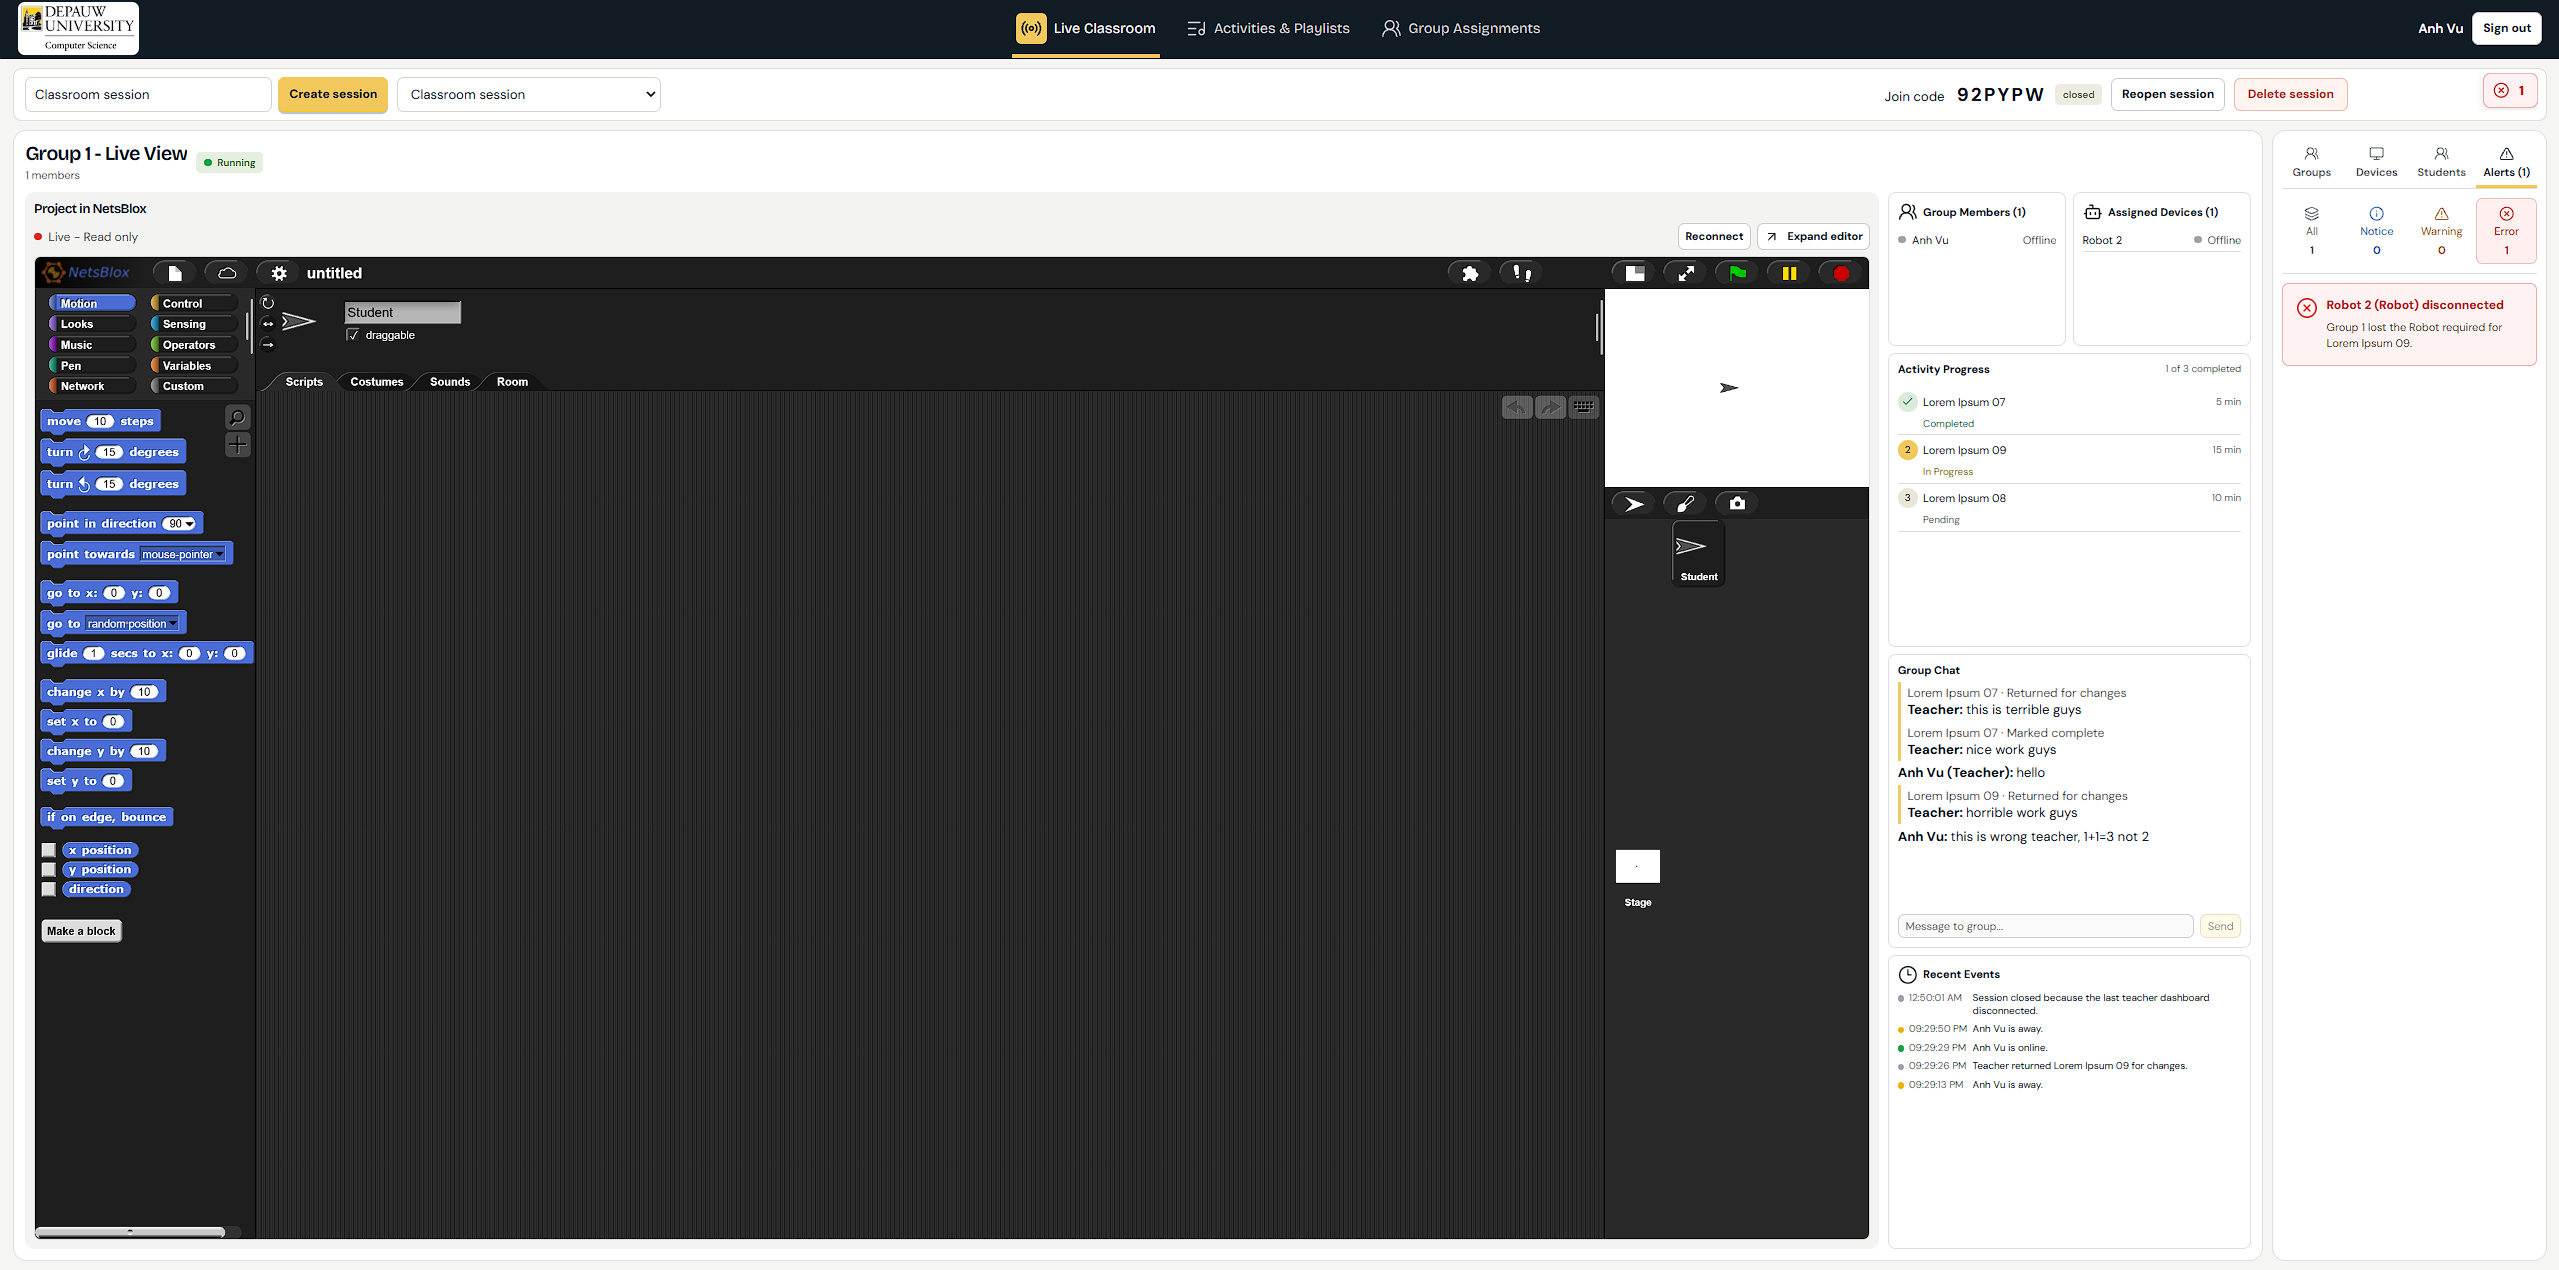 DEPAUW
UNIVERSITY
Computer Science
Live Classroom
Activities & Playlists
Group Assignments
Anh Vu
Sign out
Classroom session
Create session
Classroom session
Join code 92PYPW closed
Reopen session
Delete session
1
Group 1 - Live View
Running
1 members
Project in NetsBlox
Live - Read only
Reconnect
Expand editor
NetsBlox
untitled
Motion
Control
Looks
Sensing
Music
Operators
Pen
Variables
Network
Custom
Student
draggable
Scripts
Costumes
Sounds
Room
move 10 steps
turn 15 degrees
turn 15 degrees
point in direction 90
point towards mouse-pointer
go to x: 0 y: 0
go to random position
glide 1 secs to x: 0 y: 0
change x by 10
set x to 0
change y by 10
set y to 0
if on edge, bounce
x position
y position
direction
Make a block
Student
Stage
Group Members (1)
Anh Vu Offline
Assigned Devices (1)
Robot 2 Offline
Activity Progress
1 of 3 completed
Lorem Ipsum 07 5 min
Completed
2 Lorem Ipsum 09 15 min
In Progress
3 Lorem Ipsum 08 10 min
Pending
Group Chat
Lorem Ipsum 07 · Returned for changes
Teacher: this is terrible guys
Lorem Ipsum 07 · Marked complete
Teacher: nice work guys
Anh Vu (Teacher): hello
Lorem Ipsum 09 · Returned for changes
Teacher: horrible work guys
Anh Vu: this is wrong teacher, 1+1=3 not 2
Message to group...
Send
Recent Events
12:50:01 AM Session closed because the last teacher dashboard
disconnected.
09:29:50 PM Anh Vu is away.
09:29:29 PM Anh Vu is online.
09:29:26 PM Teacher returned Lorem Ipsum 09 for changes.
09:29:13 PM Anh Vu is away.
Groups
Devices
Students
Alerts (1)
All
1
Notice
0
Warning
0
Error
1
Robot 2 (Robot) disconnected
Group 1 lost the Robot required for
Lorem Ipsum 09.